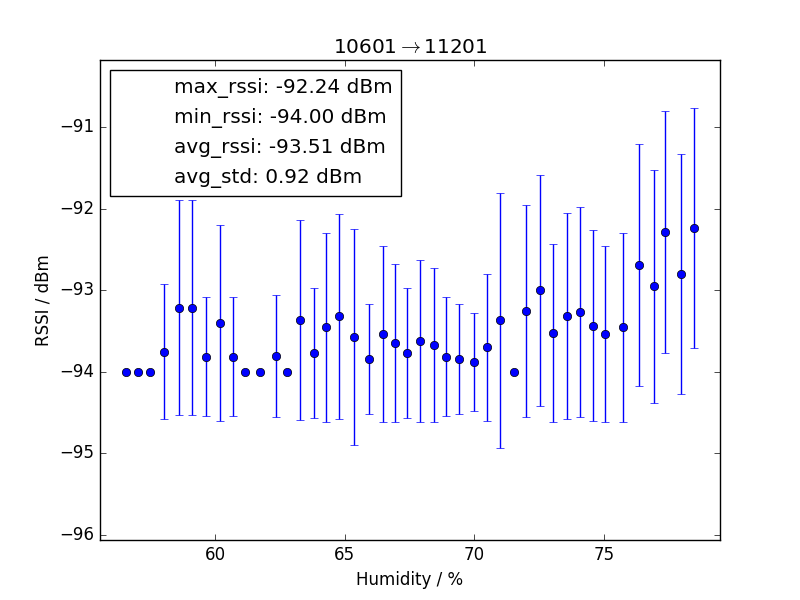 10601→11201
max_rssi: -92.24 dBm
min_rssi: -94.00 dBm
avg_rssi: -93.51 dBm
avg_std: 0.92 dBm
−91
−92
−93
−94
−95
−96
RSSI / dBm
60 65 70 75
Humidity / %